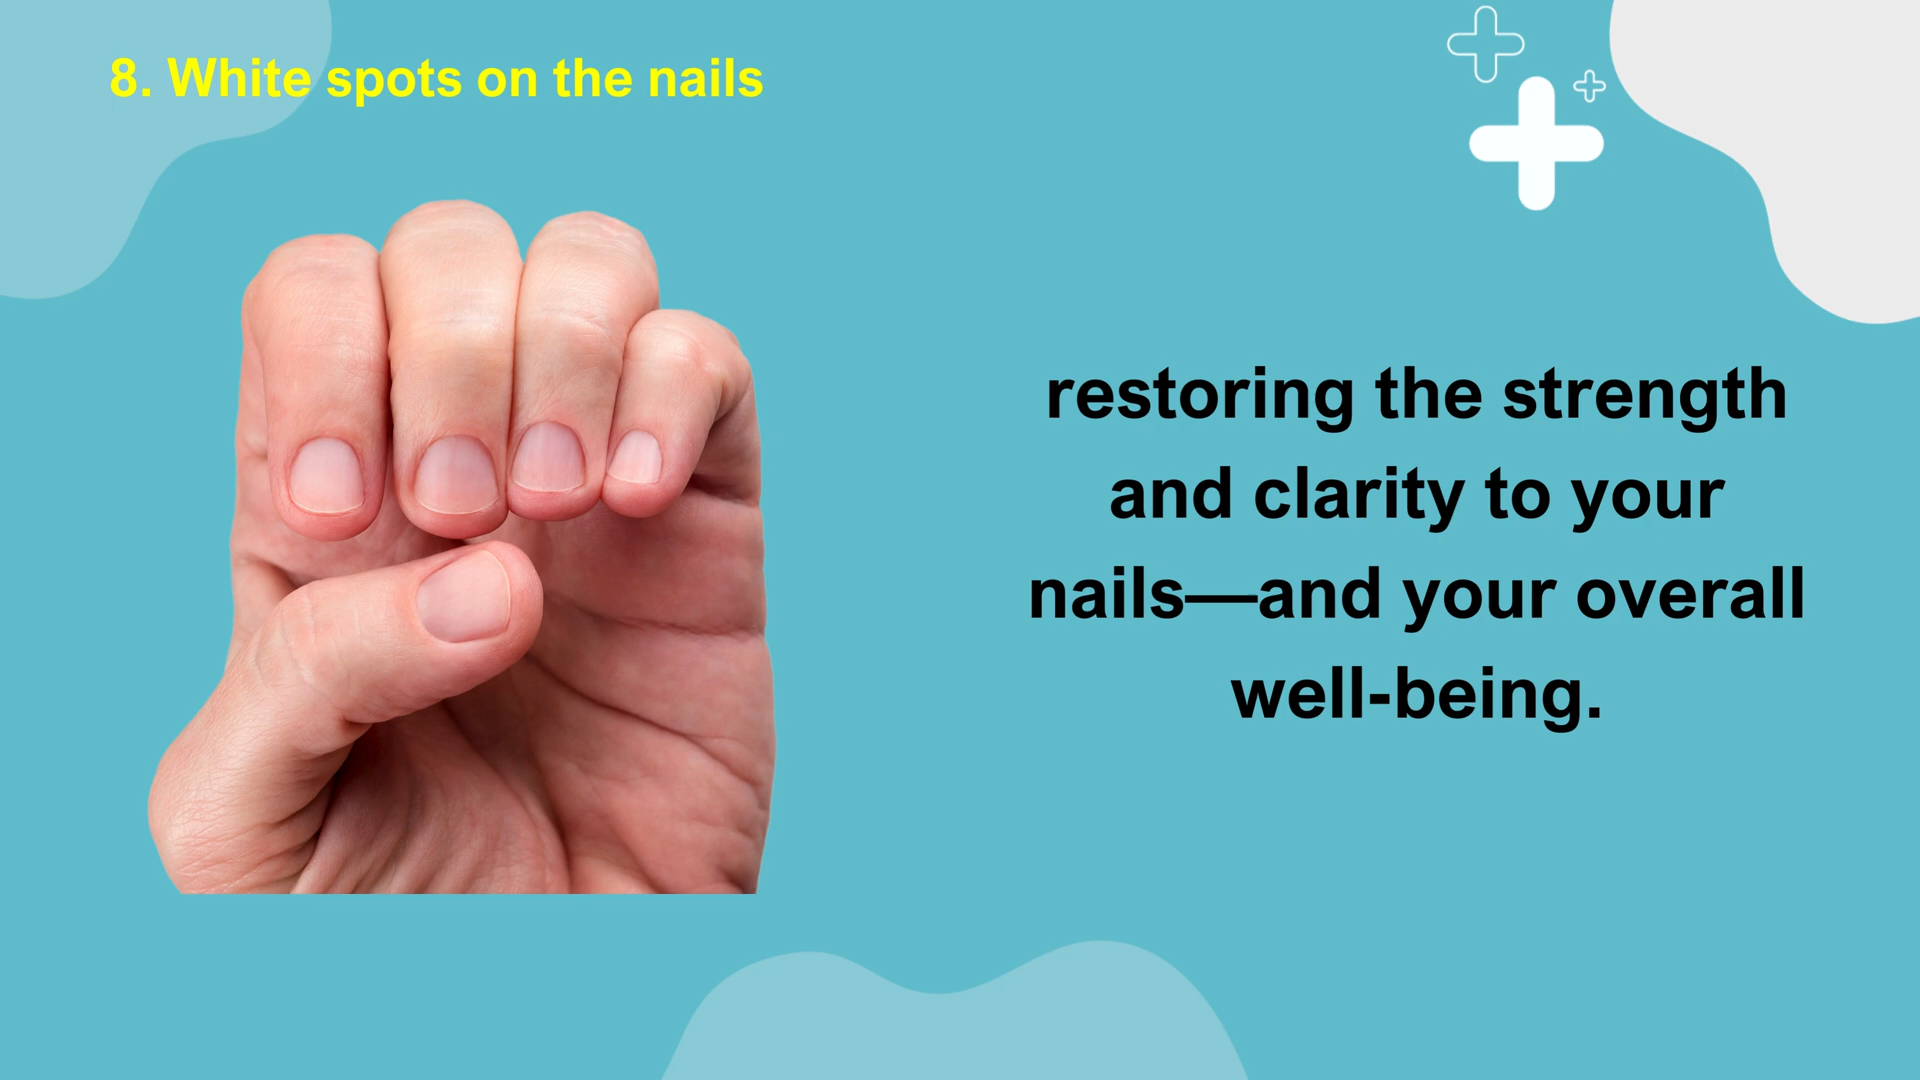 8. White spots on the nails
restoring the strength
and clarity to your
nails—and your overall
well-being.